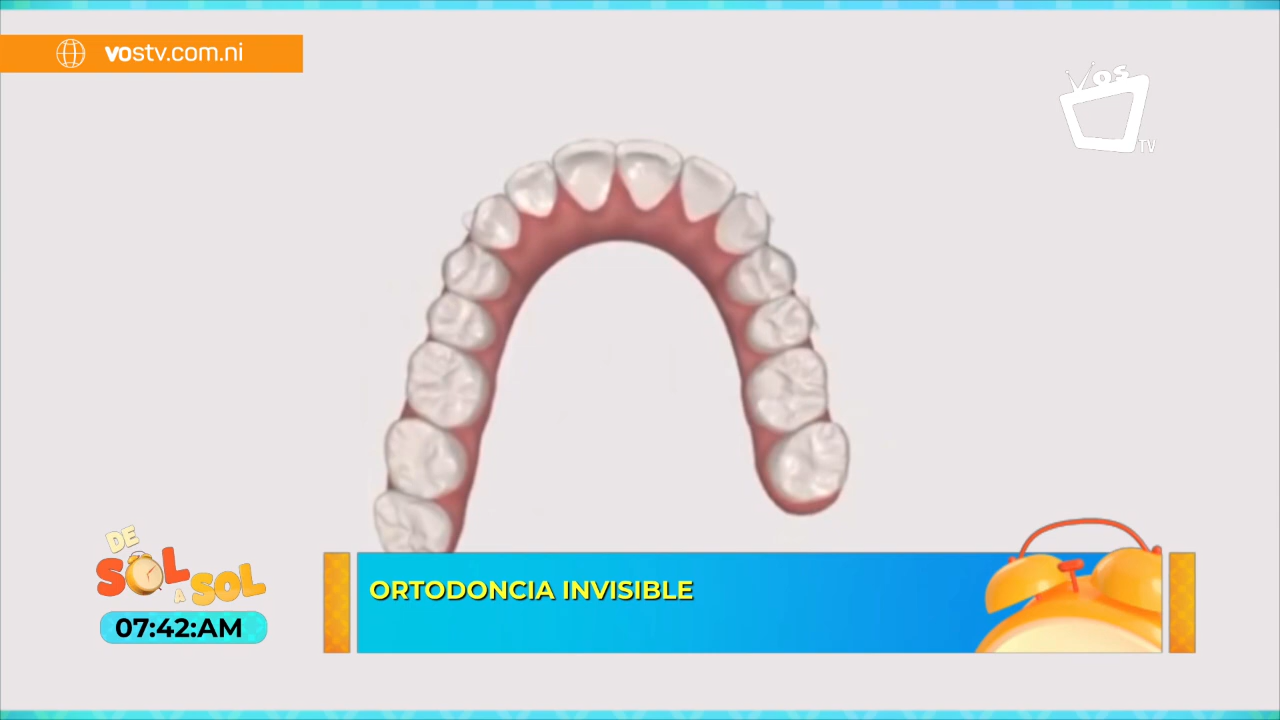 vostv.com.ni
VOS
TV
DE
SOL
A
SOL
07:42:AM
ORTODONCIA INVISIBLE